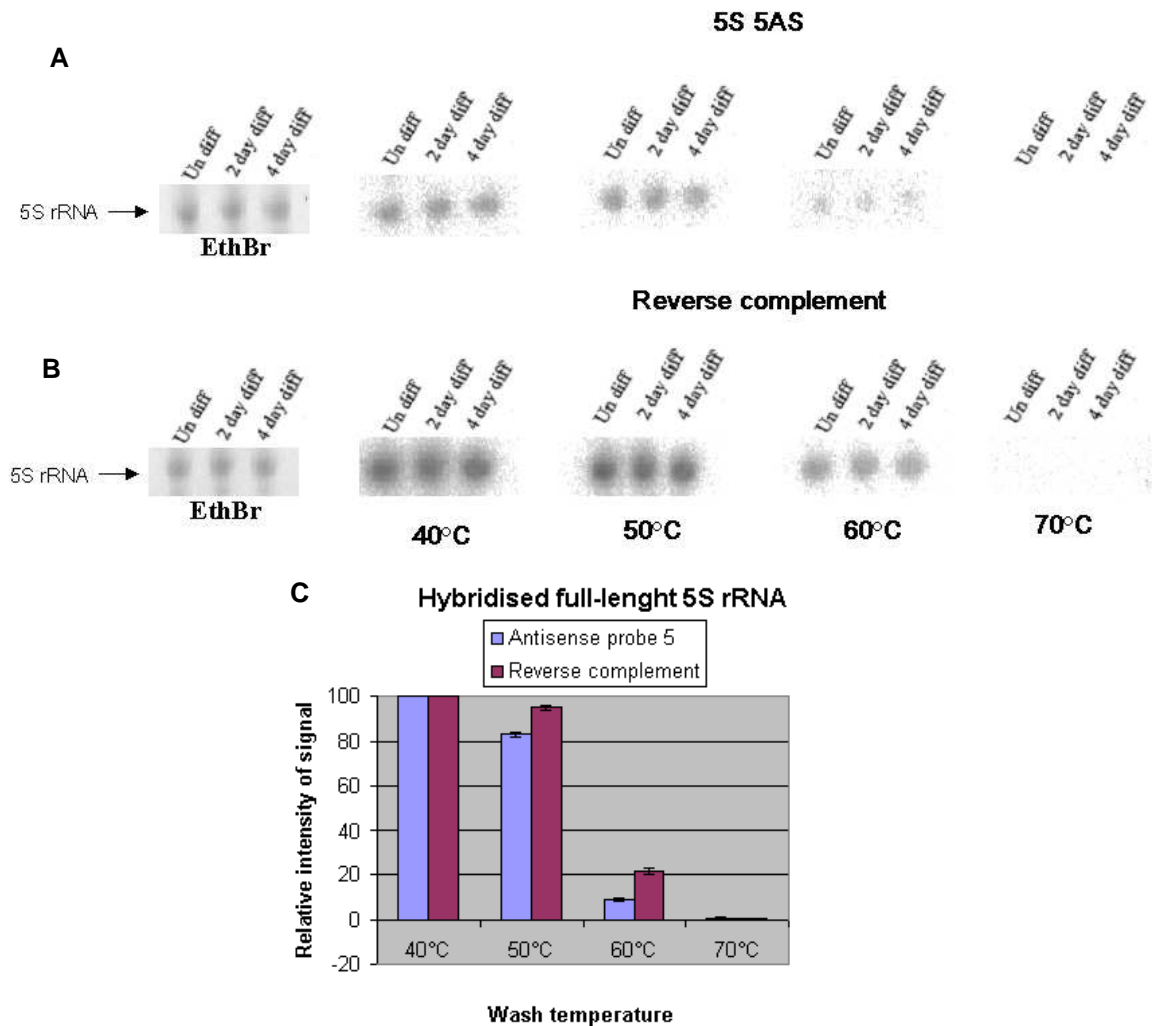 5S 5AS
A
Un diff 2 day diff 4 day diff
Un diff 2 day diff 4 day diff
Un diff 2 day diff 4 day diff
Un diff 2 day diff 4 day diff
Un diff 2 day diff 4 day diff
5S rRNA
EthBr
Reverse complement
B
Un diff 2 day diff 4 day diff
Un diff 2 day diff 4 day diff
Un diff 2 day diff 4 day diff
Un diff 2 day diff 4 day diff
Un diff 2 day diff 4 day diff
5S rRNA
EthBr
40°C 50°C 60°C 70°C
C
Hybridised full-lenght 5S rRNA
Antisense probe 5
Reverse complement
Relative intensity of signal
100
80
60
40
20
0
-20
40°C 50°C 60°C 70°C
Wash temperature